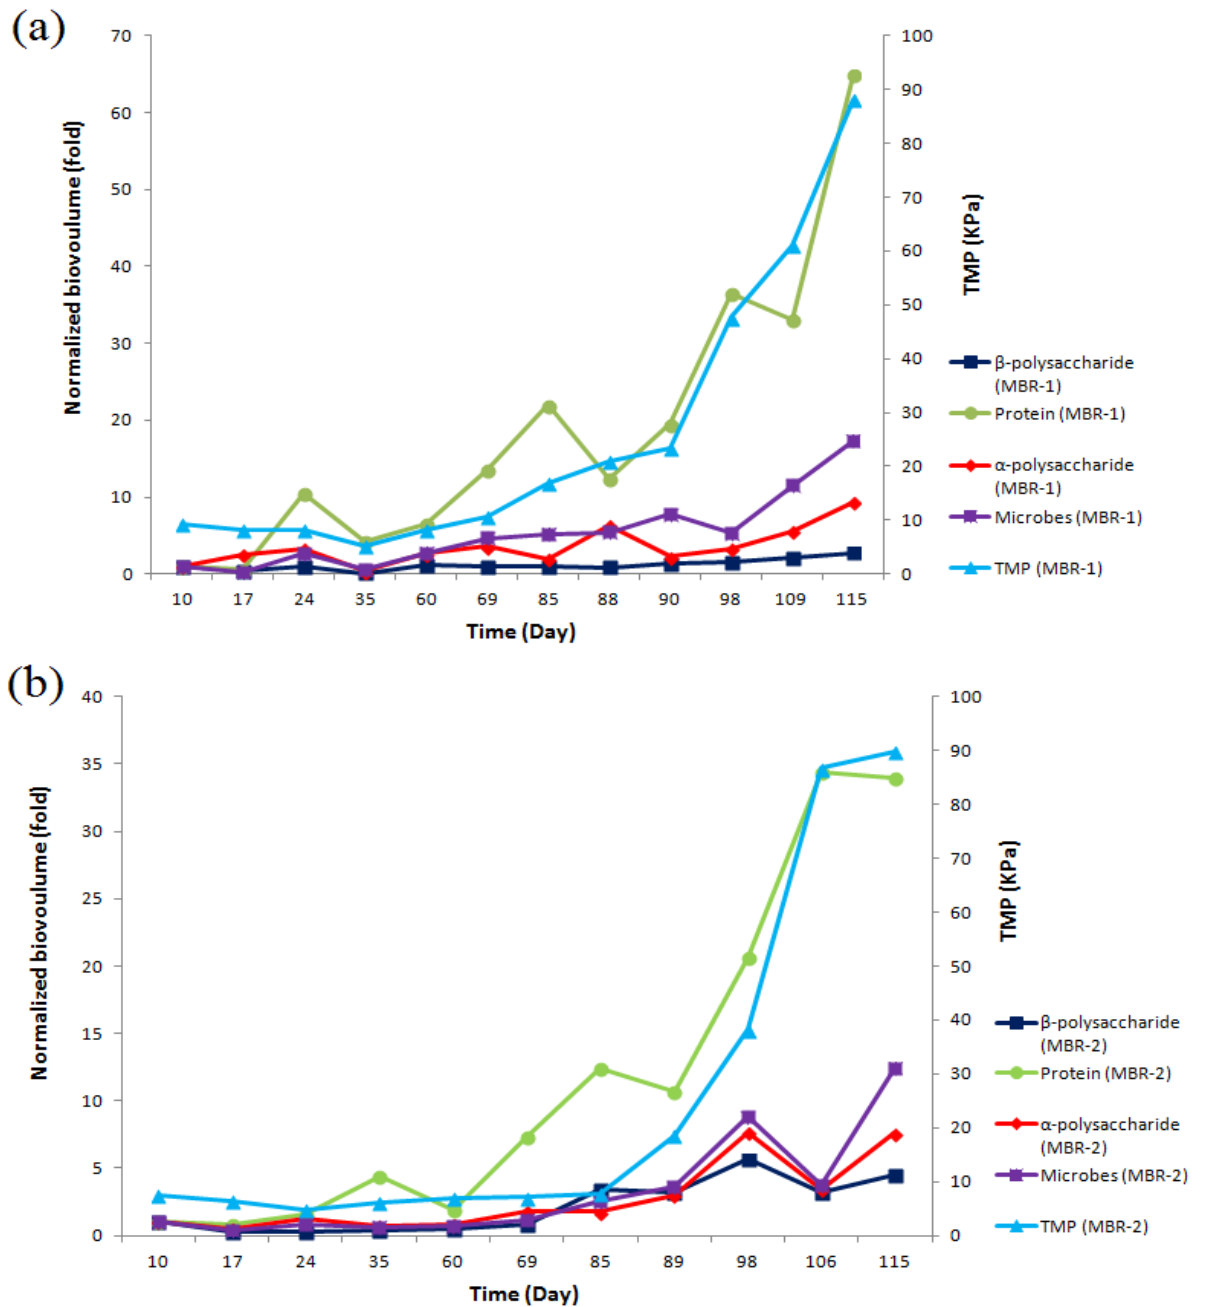 (a)
70
60
50
40
30
20
10
0
Normalized biovoulume (fold)
100
90
80
70
60
50
40
30
20
10
0
TMP (KPa)
10 17 24 35 60 69 85 88 90 98 109 115
Time (Day)
β-polysaccharide
(MBR-1)
Protein (MBR-1)
α-polysaccharide
(MBR-1)
Microbes (MBR-1)
TMP (MBR-1)
(b)
40
35
30
25
20
15
10
5
0
Normalized biovoulume (fold)
100
90
80
70
60
50
40
30
20
10
0
TMP (KPa)
10 17 24 35 60 69 85 89 98 106 115
Time (Day)
β-polysaccharide
(MBR-2)
Protein (MBR-2)
α-polysaccharide
(MBR-2)
Microbes (MBR-2)
TMP (MBR-2)